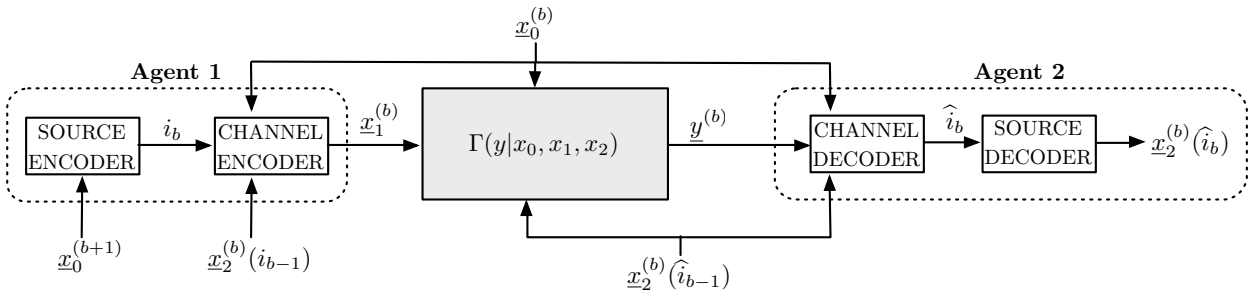 x_0^{(b)}
Agent 1
Agent 2
SOURCE
ENCODER
i_b
CHANNEL
ENCODER
x_1^{(b)}
Γ(y|x_0, x_1, x_2)
y^{(b)}
CHANNEL
DECODER
î_b
SOURCE
DECODER
x_2^{(b)}(î_b)
x_0^{(b+1)}
x_2^{(b)}(i_{b−1})
x_2^{(b)}(î_{b−1})